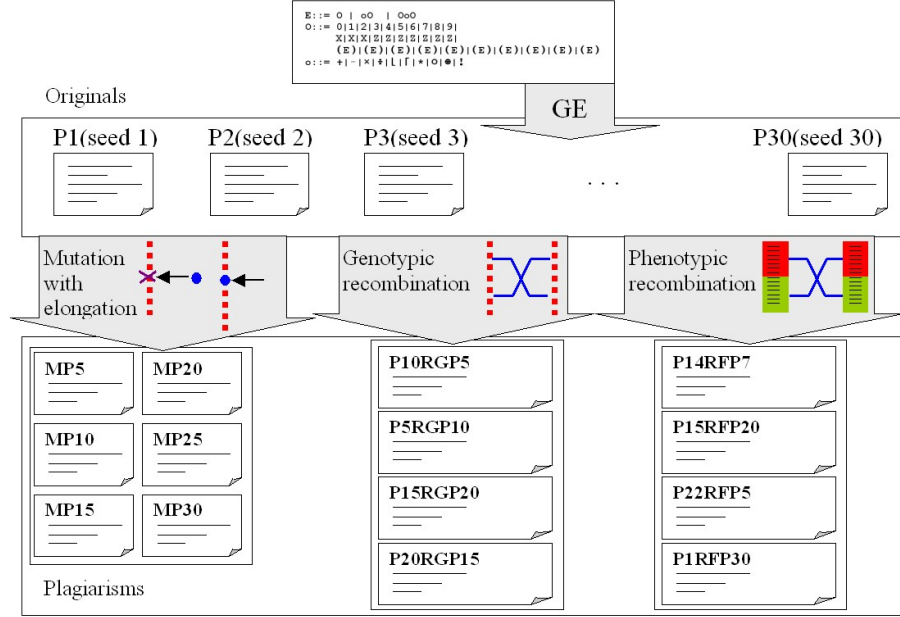 E::= O | oO | OoO
O::= 0|1|2|3|4|5|6|7|8|9|
X|X|X|Z|Z|Z|Z|Z|Z|Z|
(E)|(E)|(E)|(E)|(E)|(E)|(E)|(E)|(E)|(E)
o::= +|-|×|÷|⌊|⌈|*|○|⍟|!
Originals
GE
P1(seed 1)
P2(seed 2)
P3(seed 3)
. . .
P30(seed 30)
Mutation
with
elongation
Genotypic
recombination
Phenotypic
recombination
MP5
MP20
MP10
MP25
MP15
MP30
P10RGP5
P5RGP10
P15RGP20
P20RGP15
P14RFP7
P15RFP20
P22RFP5
P1RFP30
Plagiarisms